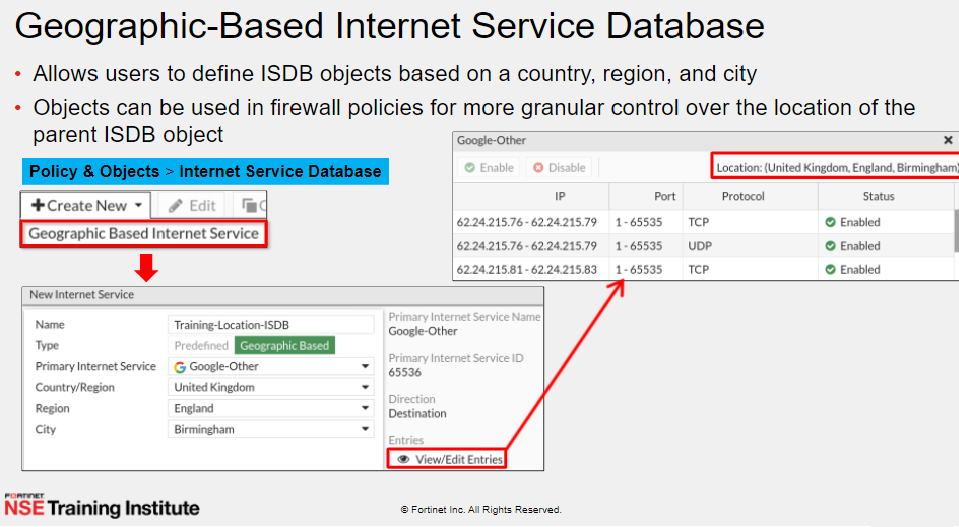 Geographic-Based Internet Service Database
• Allows users to define ISDB objects based on a country, region, and city
• Objects can be used in firewall policies for more granular control over the location of the
parent ISDB object
Policy & Objects > Internet Service Database
Create New
Edit
Geographic Based Internet Service
Google-Other
Enable
Disable
Location: (United Kingdom, England, Birmingham)
IP Port Protocol Status
62.24.215.76 - 62.24.215.79 1 - 65535 TCP Enabled
62.24.215.76 - 62.24.215.79 1 - 65535 UDP Enabled
62.24.215.81 - 62.24.215.83 1 - 65535 TCP Enabled
New Internet Service
Name Training-Location-ISDB
Type Predefined Geographic Based
Primary Internet Service Google-Other
Country/Region United Kingdom
Region England
City Birmingham
Primary Internet Service Name
Google-Other
Primary Internet Service ID
65536
Direction
Destination
Entries
View/Edit Entries
FORTINET
NSE Training Institute
© Fortinet Inc. All Rights Reserved.